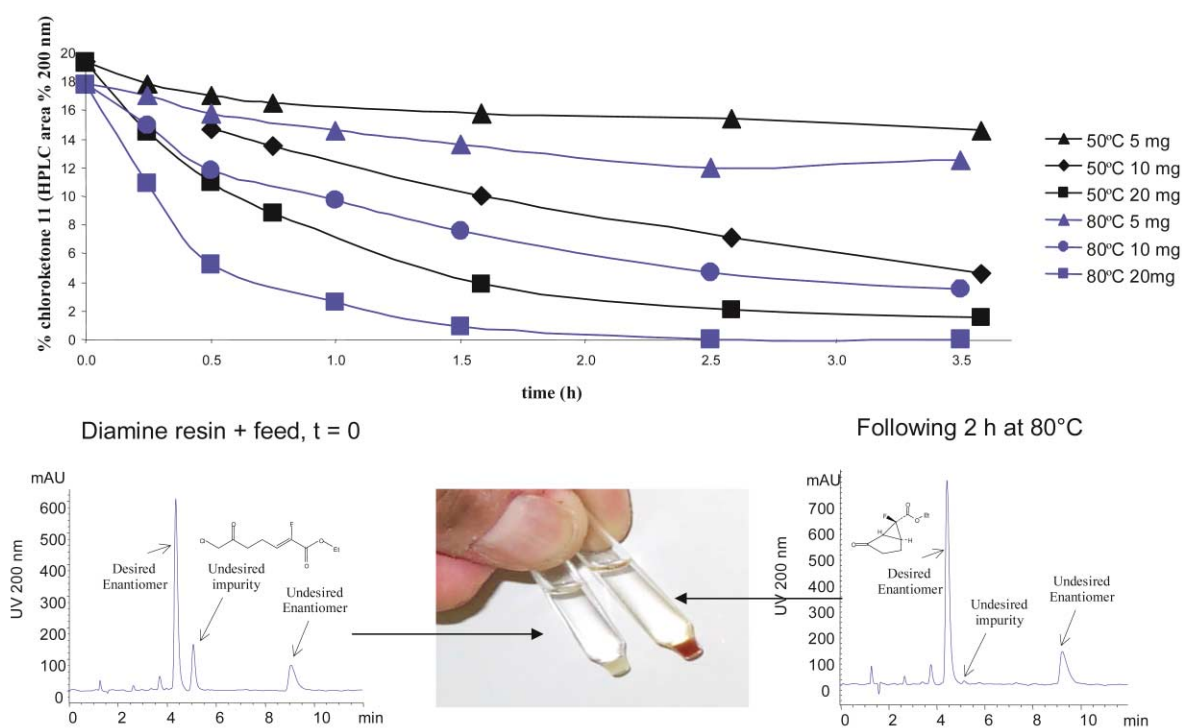 % chloroketone 11 (HPLC area % 200 nm)
20
18
16
14
12
10
8
6
4
2
0
0.0 0.5 1.0 1.5 2.0 2.5 3.0 3.5
time (h)
50ºC 5 mg
50ºC 10 mg
50ºC 20 mg
80ºC 5 mg
80ºC 10 mg
80ºC 20mg
Diamine resin + feed, t = 0
mAU
600
500
400
300
200
100
0
UV 200 nm
Desired
Enantiomer
Undesired
impurity
Undesired
Enantiomer
Cl
O
F
O
Et
O
0 2 4 6 8 10 min
Following 2 h at 80°C
mAU
700
600
500
400
300
200
100
0
UV 200 nm
F
O
O
Et
H
H
O
Desired
Enantiomer
Undesired
impurity
Undesired
Enantiomer
0 2 4 6 8 10 min